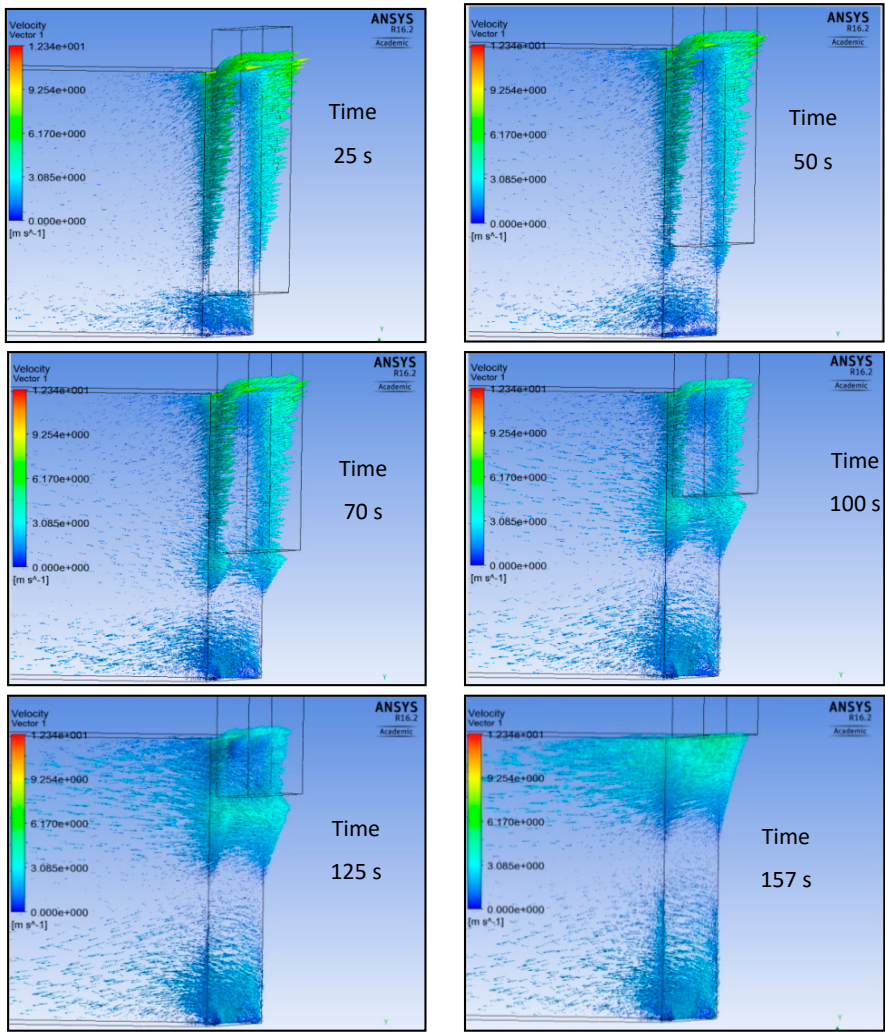 Velocity
Vector 1
1.234e+001
9.254e+000
6.170e+000
3.085e+000
0.000e+000
[m s^-1]
ANSYS
R16.2
Academic
Time
25 s
Y
Velocity
Vector 1
1.234e+001
9.254e+000
6.170e+000
3.085e+000
0.000e+000
[m s^-1]
ANSYS
R16.2
Academic
Time
50 s
Y
Velocity
Vector 1
1.234e+001
9.254e+000
6.170e+000
3.085e+000
0.000e+000
[m s^-1]
ANSYS
R16.2
Academic
Time
70 s
Y
Velocity
Vector 1
1.234e+001
9.254e+000
6.170e+000
3.085e+000
0.000e+000
[m s^-1]
ANSYS
R16.2
Academic
Time
100 s
Y
Velocity
Vector 1
1.234e+001
9.254e+000
6.170e+000
3.085e+000
0.000e+000
[m s^-1]
ANSYS
R16.2
Academic
Time
125 s
Y
Velocity
Vector 1
1.234e+001
9.254e+000
6.170e+000
3.085e+000
0.000e+000
[m s^-1]
ANSYS
R16.2
Academic
Time
157 s
Y